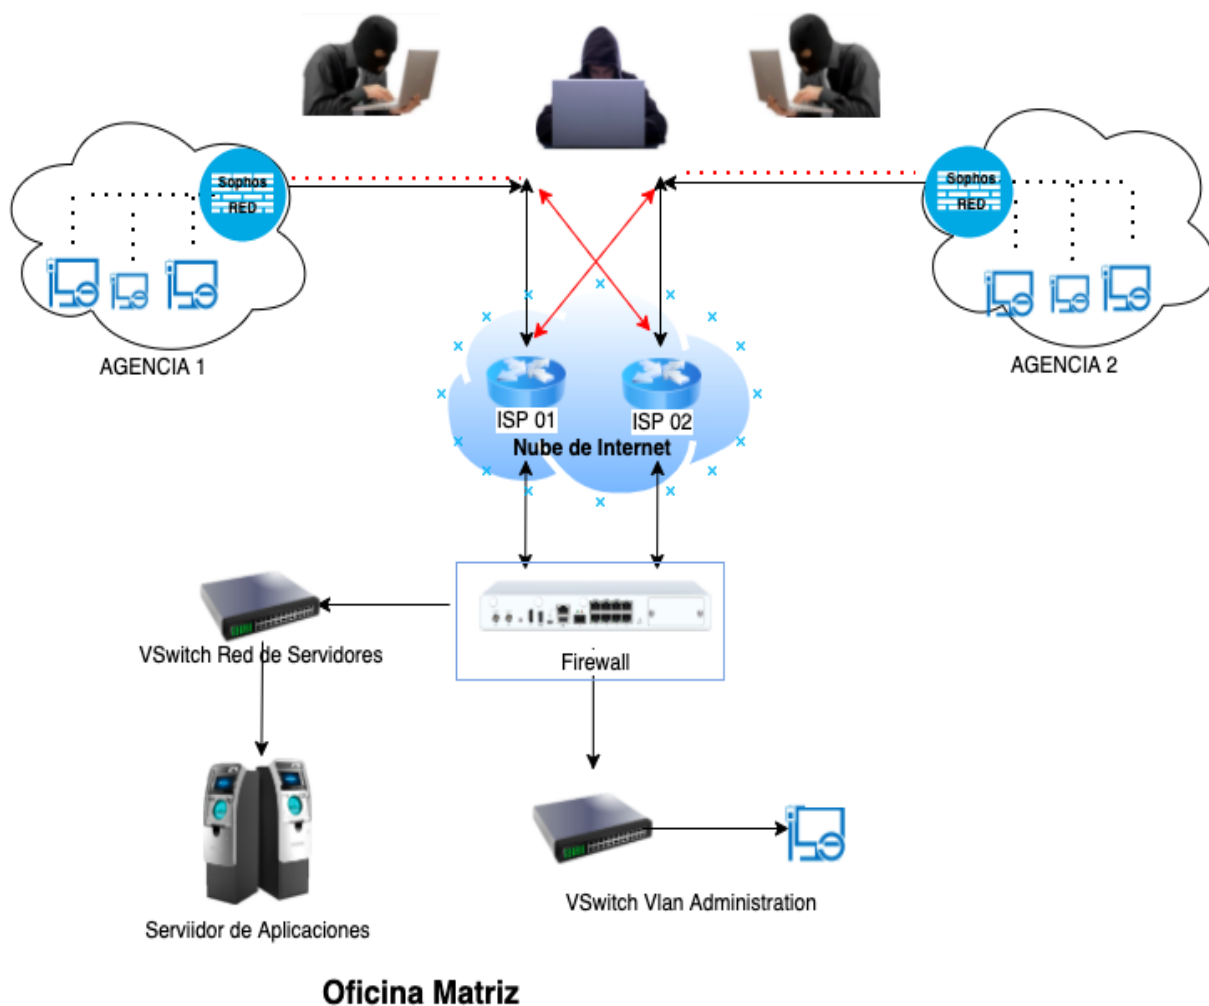 Sophos
RED
Sophos
RED
AGENCIA 1
AGENCIA 2
ISP 01
ISP 02
Nube de Internet
Firewall
VSwitch Red de Servidores
VSwitch Vlan Administration
Serviidor de Aplicaciones
Oficina Matriz